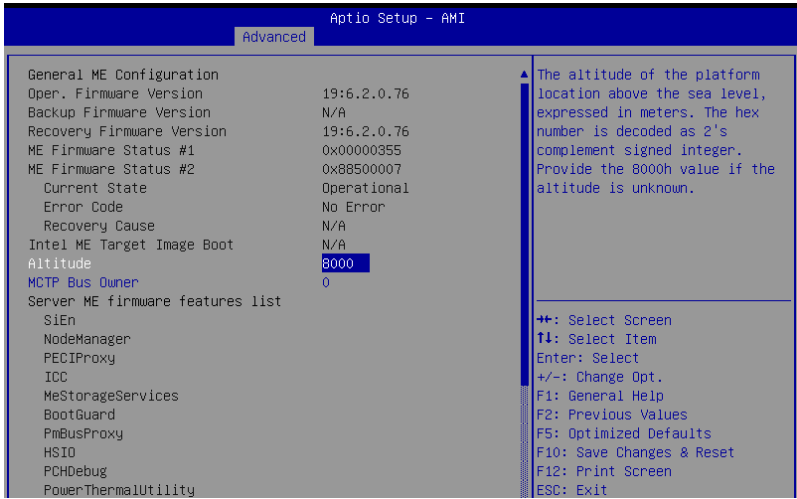 Aptio Setup - AMI
Advanced
General ME Configuration
Oper. Firmware Version 19:6.2.0.76
Backup Firmware Version N/A
Recovery Firmware Version 19:6.2.0.76
ME Firmware Status #1 0x00000355
ME Firmware Status #2 0x88500007
Current State Operational
Error Code No Error
Recovery Cause N/A
Intel ME Target Image Boot N/A
Altitude 8000
MCTP Bus Owner 0
Server ME firmware features list
SiEn
NodeManager
PECIProxy
ICC
MeStorageServices
BootGuard
PmBusProxy
HSIO
PCHDebug
PowerThermalUtility
The altitude of the platform
location above the sea level,
expressed in meters. The hex
number is decoded as 2's
complement signed integer.
Provide the 8000h value if the
altitude is unknown.
→←: Select Screen
↑↓: Select Item
Enter: Select
+/-: Change Opt.
F1: General Help
F2: Previous Values
F5: Optimized Defaults
F10: Save Changes & Reset
F12: Print Screen
ESC: Exit